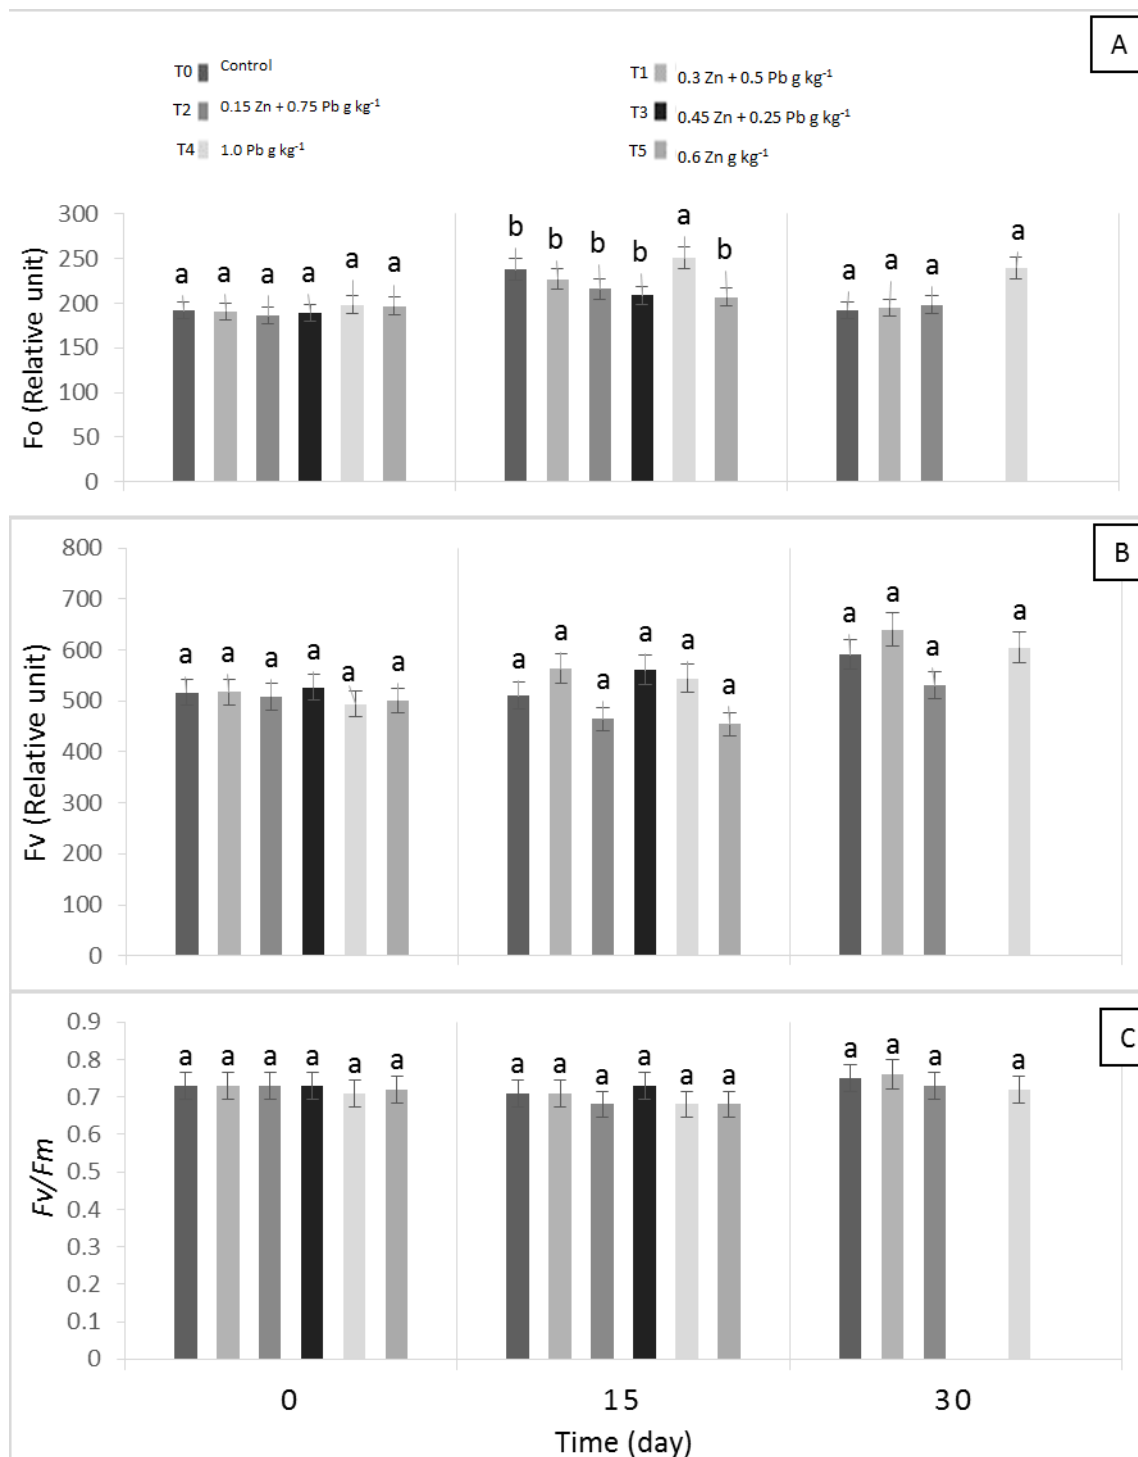 A
T0 Control
T1 0.3 Zn + 0.5 Pb g kg⁻¹
T2 0.15 Zn + 0.75 Pb g kg⁻¹
T3 0.45 Zn + 0.25 Pb g kg⁻¹
T4 1.0 Pb g kg⁻¹
T5 0.6 Zn g kg⁻¹
Fo (Relative unit)
300
250
200
150
100
50
0
a a a a a a
b b b b a b
a a a a
B
Fv (Relative unit)
800
700
600
500
400
300
200
100
0
a a a a a a
a a a a a a
a a a a
C
Fv/Fm
0.9
0.8
0.7
0.6
0.5
0.4
0.3
0.2
0.1
0
a a a a a a
a a a a a a
a a a a
0 15 30
Time (day)